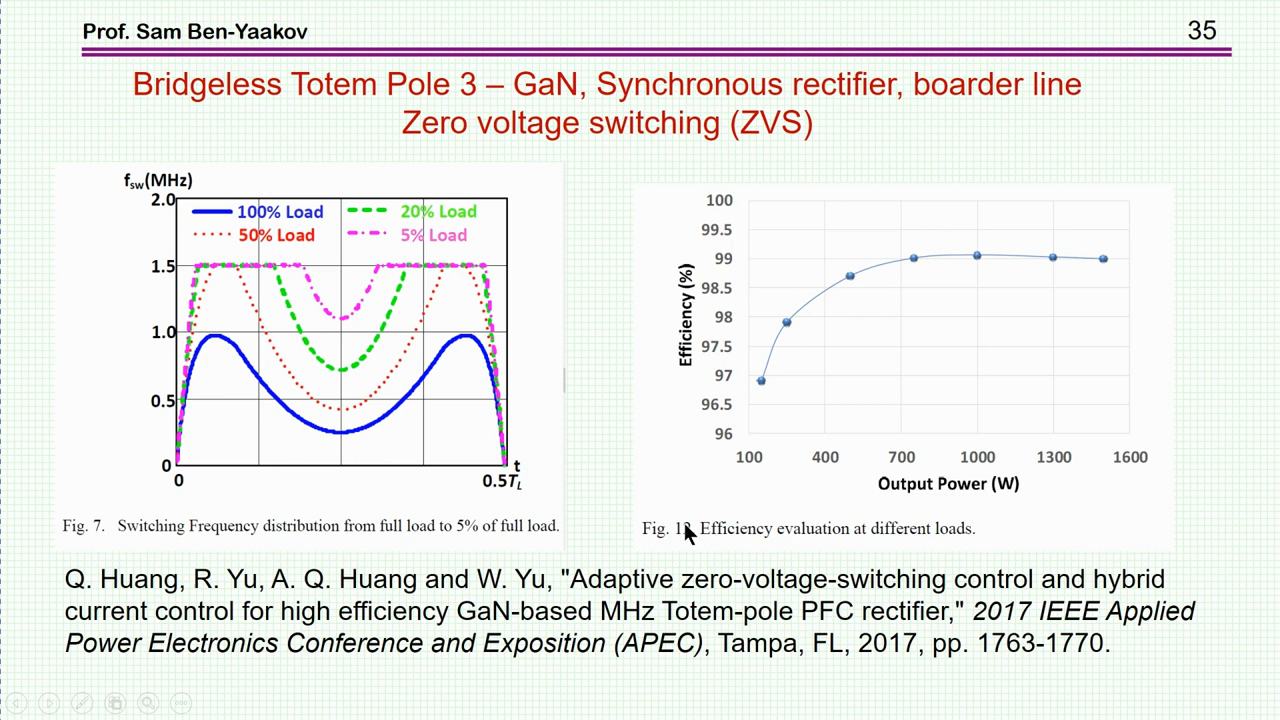 Prof. Sam Ben-Yaakov
35
Bridgeless Totem Pole 3 – GaN, Synchronous rectifier, boarder line
Zero voltage switching (ZVS)
fsw(MHz)
2.0
1.5
1.0
0.5
0
100% Load
20% Load
50% Load
5% Load
t
0
0.5TL
Fig. 7. Switching Frequency distribution from full load to 5% of full load.
100
99.5
99
98.5
98
97.5
97
96.5
96
Efficiency (%)
100
400
700
1000
1300
1600
Output Power (W)
Fig. Efficiency evaluation at different loads.
Q. Huang, R. Yu, A. Q. Huang and W. Yu, "Adaptive zero-voltage-switching control and hybrid
current control for high efficiency GaN-based MHz Totem-pole PFC rectifier," 2017 IEEE Applied
Power Electronics Conference and Exposition (APEC), Tampa, FL, 2017, pp. 1763-1770.